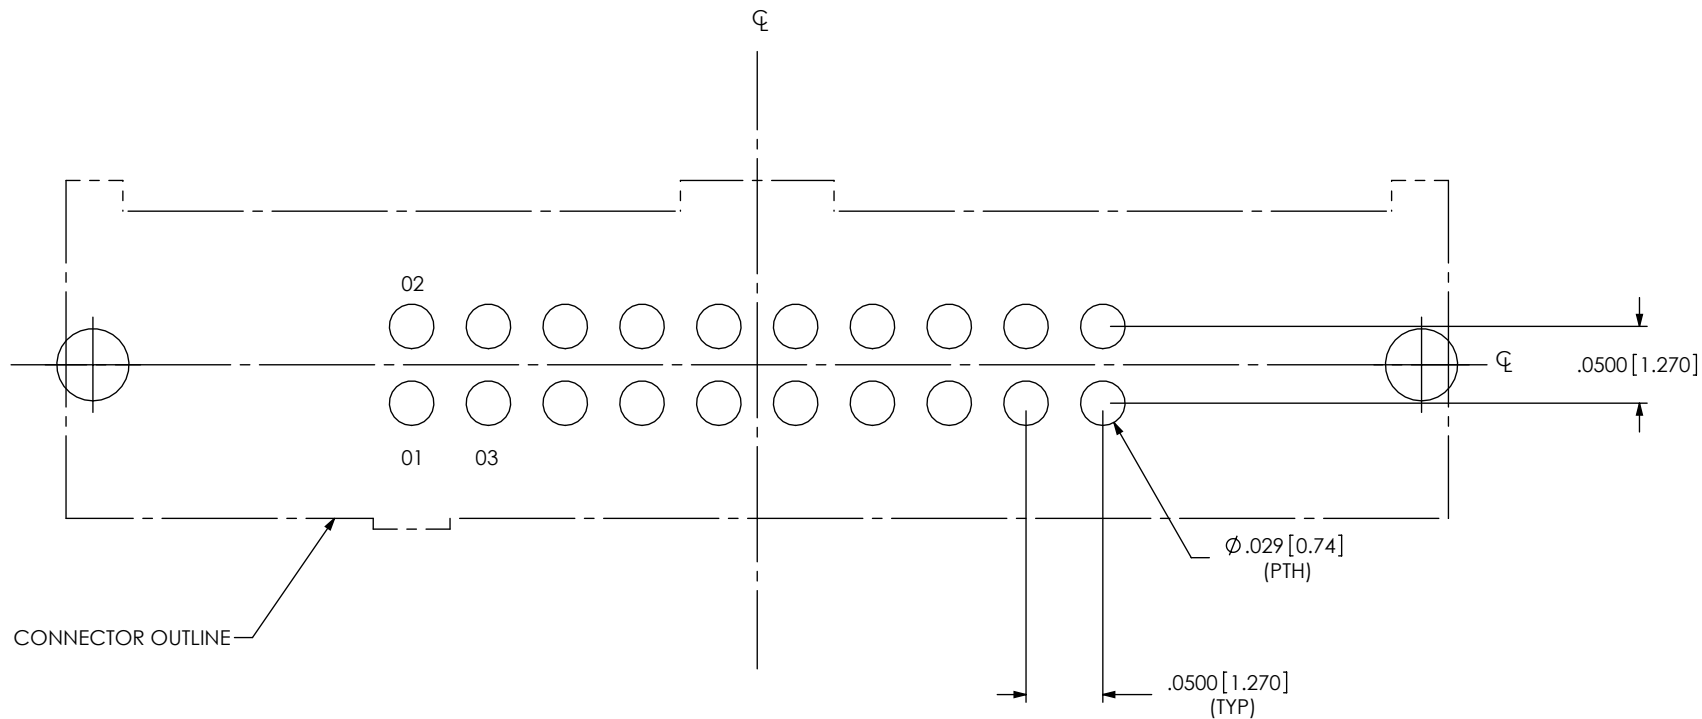 ℄
02
℄
.0500 [1.270]
01
03
Ø.029 [0.74]
(PTH)
CONNECTOR OUTLINE
.0500 [1.270]
(TYP)